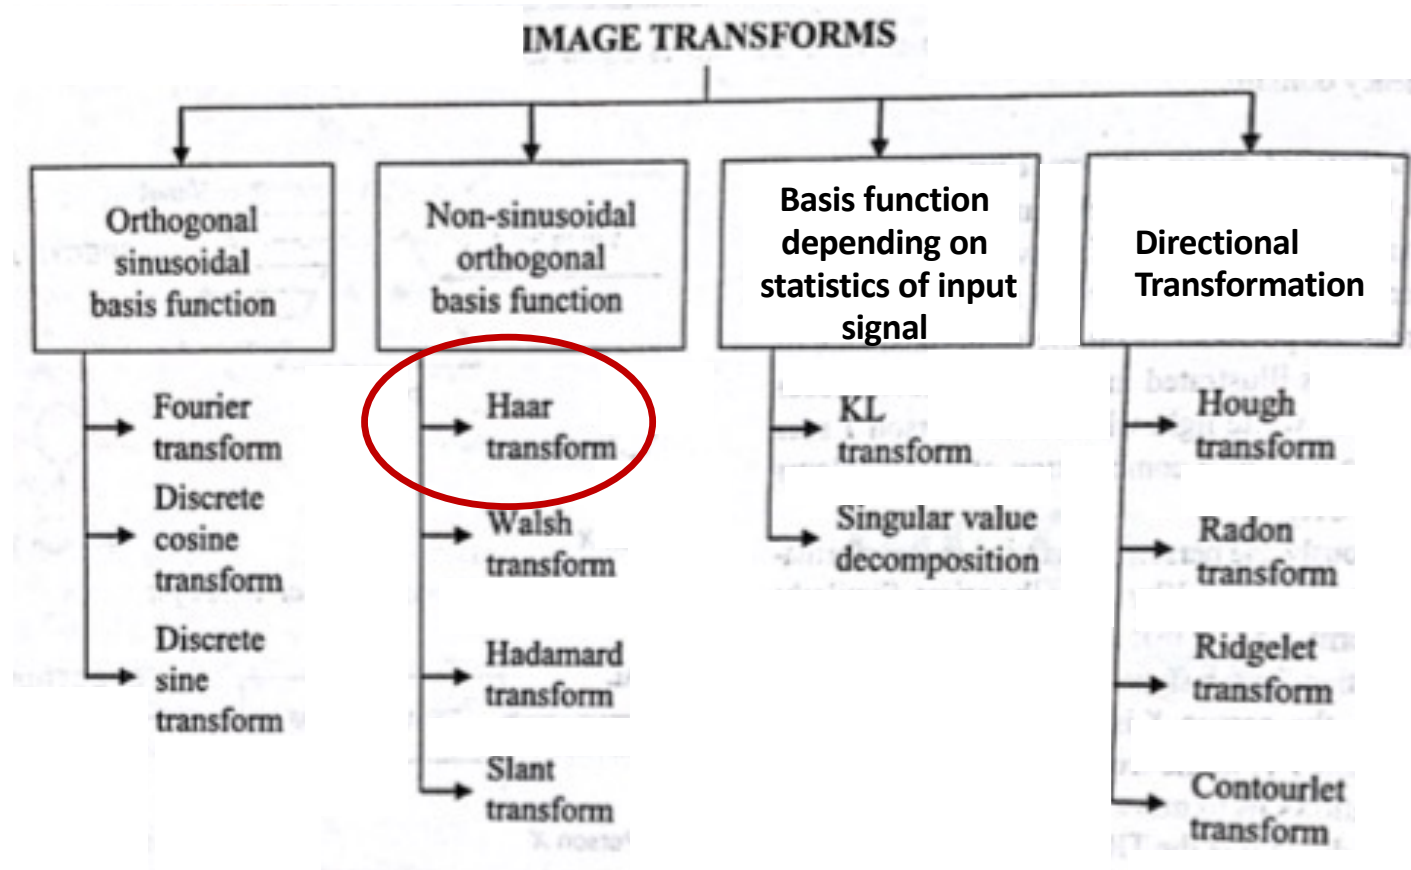 IMAGE TRANSFORMS
Orthogonal
sinusoidal
basis function
Fourier
transform
Discrete
cosine
transform
Discrete
sine
transform
Non-sinusoidal
orthogonal
basis function
Haar
transform
Walsh
transform
Hadamard
transform
Slant
transform
Basis function
depending on
statistics of input
signal
KL
transform
Singular value
decomposition
Directional
Transformation
Hough
transform
Radon
transform
Ridgelet
transform
Contourlet
transform